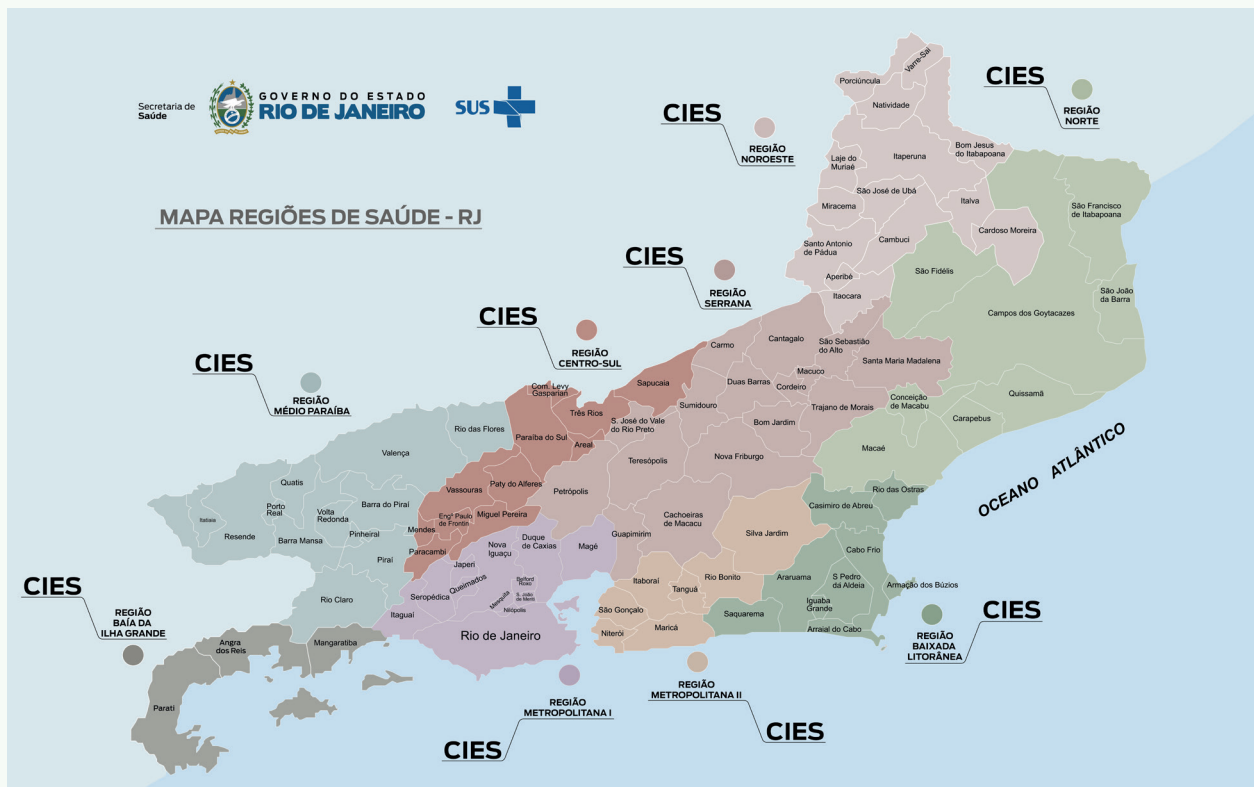 Secretaria de
Saúde
GOVERNO DO ESTADO
RIO DE JANEIRO
SUS
MAPA REGIÕES DE SAÚDE - RJ
CIES
REGIÃO
NORTE
CIES
REGIÃO
NOROESTE
CIES
REGIÃO
SERRANA
CIES
REGIÃO
CENTRO-SUL
CIES
REGIÃO
MÉDIO PARAÍBA
CIES
REGIÃO
BAÍA DA
ILHA GRANDE
CIES
REGIÃO
METROPOLITANA I
CIES
REGIÃO
METROPOLITANA II
CIES
REGIÃO
BAIXADA
LITORÂNEA
OCEANO ATLÂNTICO
Varre-Sai
Porciúncula
Natividade
Bom Jesus
do Itabapoana
Itaperuna
Laje do
Muriaé
São José de Ubá
Italva
Miracema
Cardoso Moreira
Cambuci
Santo Antonio
de Pádua
Aperibé
Itaocara
São Francisco
de Itabapoana
São Fidélis
São João
da Barra
Campos dos Goytacazes
Quissamã
Conceição
de Macabu
Carapebus
Macaé
Carmo
Cantagalo
São Sebastião
do Alto
Santa Maria Madalena
Macuco
Duas Barras
Cordeiro
Trajano de Morais
Sumidouro
Bom Jardim
S. José do Vale
do Rio Preto
Nova Friburgo
Teresópolis
Petrópolis
Cachoeiras
de Macacu
Guapimirim
Sapucaia
Com. Levy
Gasparian
Três Rios
Paraíba do Sul
Areal
Paty do Alferes
Vassouras
Miguel Pereira
Engº Paulo
de Frontin
Mendes
Paracambi
Rio das Flores
Valença
Quatis
Barra do Piraí
Porto
Real
Volta
Redonda
Itatiaia
Resende
Barra Mansa
Pinheiral
Piraí
Rio Claro
Mangaratiba
Angra
dos Reis
Parati
Duque
de Caxias
Magé
Nova
Iguaçu
Japeri
Queimados
Seropédica
Belford
Roxo
S. João
de Meriti
Mesquita
Nilópolis
Itaguaí
Rio de Janeiro
Silva Jardim
Rio Bonito
Itaboraí
Tanguá
São Gonçalo
Maricá
Niterói
Rio das Ostras
Casimiro de Abreu
Cabo Frio
Araruama
S Pedro
da Aldeia
Armação dos Búzios
Iguaba
Grande
Saquarema
Arraial do Cabo